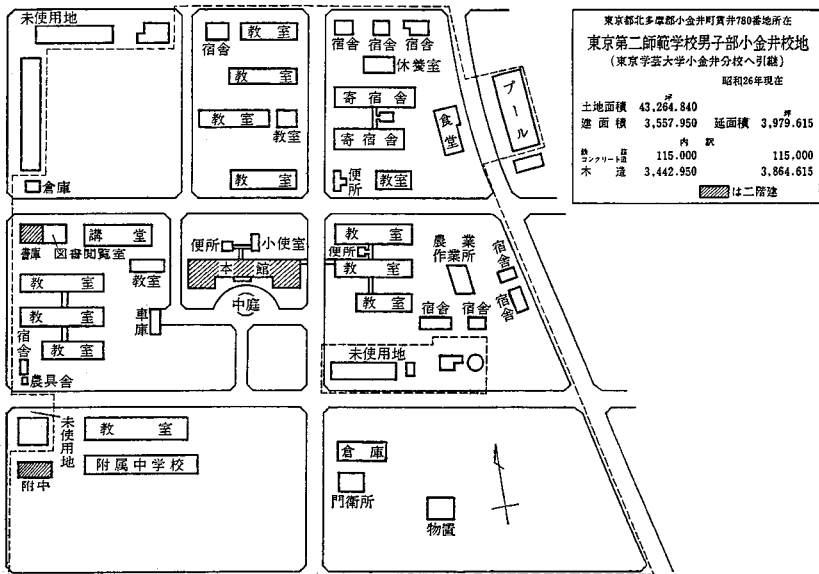 東京都北多摩郡小金井町貫井780番地所在
東京第二師範学校男子部小金井校地
(東京学芸大学小金井分校へ引継)
昭和26年現在
坪
土地面積 43,264.840
坪
建面積 3,557.950 延面積 3,979.615
内訳
鉄筋コンクリート造 115.000 115.000
木造 3,442.950 3,864.615
は二階建
未使用地
倉庫
宿舎
教室
教室
教室
教室
教室
宿舎
宿舎
宿舎
休養室
寄宿舎
寄宿舎
便所
教室
食堂
プール
書庫
図書閲覧室
講堂
教室
教室
教室
教室
宿舎
農具舎
車庫
便所
小使室
本館
中庭
教室
便所
教室
教室
農作業所
宿舎
宿舎
宿舎
宿舎
未使用地
未使用地
教室
附属中学校
附中
倉庫
門衛所
物置